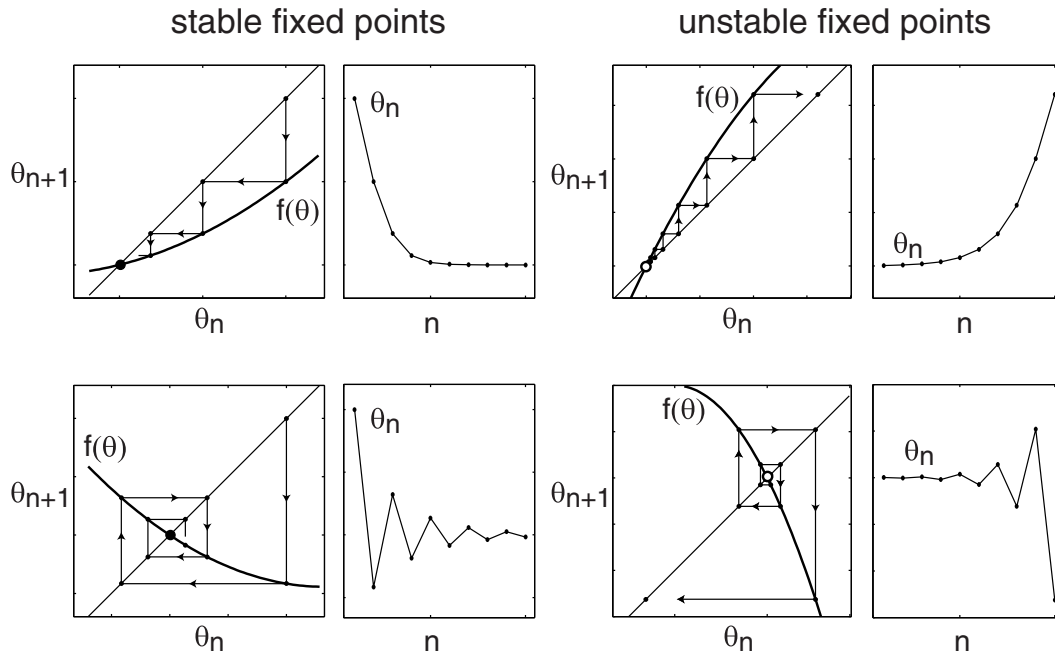 stable fixed points
unstable fixed points
θn+1
f(θ)
θn
θn
n
θn+1
f(θ)
θn
θn
n
θn+1
f(θ)
θn
θn
n
θn+1
f(θ)
θn
θn
n